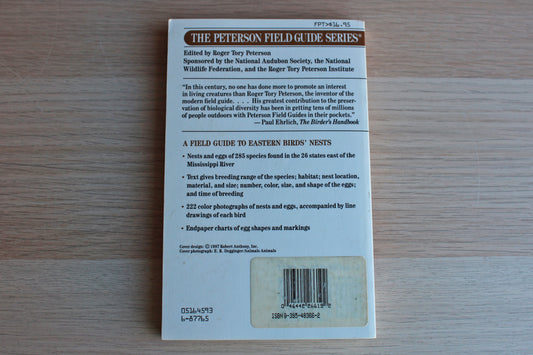 FPT>$16.95
THE PETERSON FIELD GUIDE SERIES®
Edited by Roger Tory Peterson
Sponsored by the National Audubon Society, the National
Wildlife Federation, and the Roger Tory Peterson Institute
"In this century, no one has done more to promote an interest
in living creatures than Roger Tory Peterson, the inventor of the
modern field guide. . . . His greatest contribution to the preser-
vation of biological diversity has been in getting tens of millions
of people outdoors with Peterson Field Guides in their pockets."
— Paul Ehrlich, The Birder's Handbook
A FIELD GUIDE TO EASTERN BIRDS' NESTS
• Nests and eggs of 285 species found in the 26 states east of the
Mississippi River
• Text gives breeding range of the species; habitat; nest location,
material, and size; number, color, size, and shape of the eggs;
and time of breeding
• 222 color photographs of nests and eggs, accompanied by line
drawings of each bird
• Endpaper charts of egg shapes and markings
Cover design: © 1997 Robert Anthony, Inc.
Cover photograph: E. R. Degginger/Animals Animals
05164593
6-87765
ISBN 0-395-48366-2